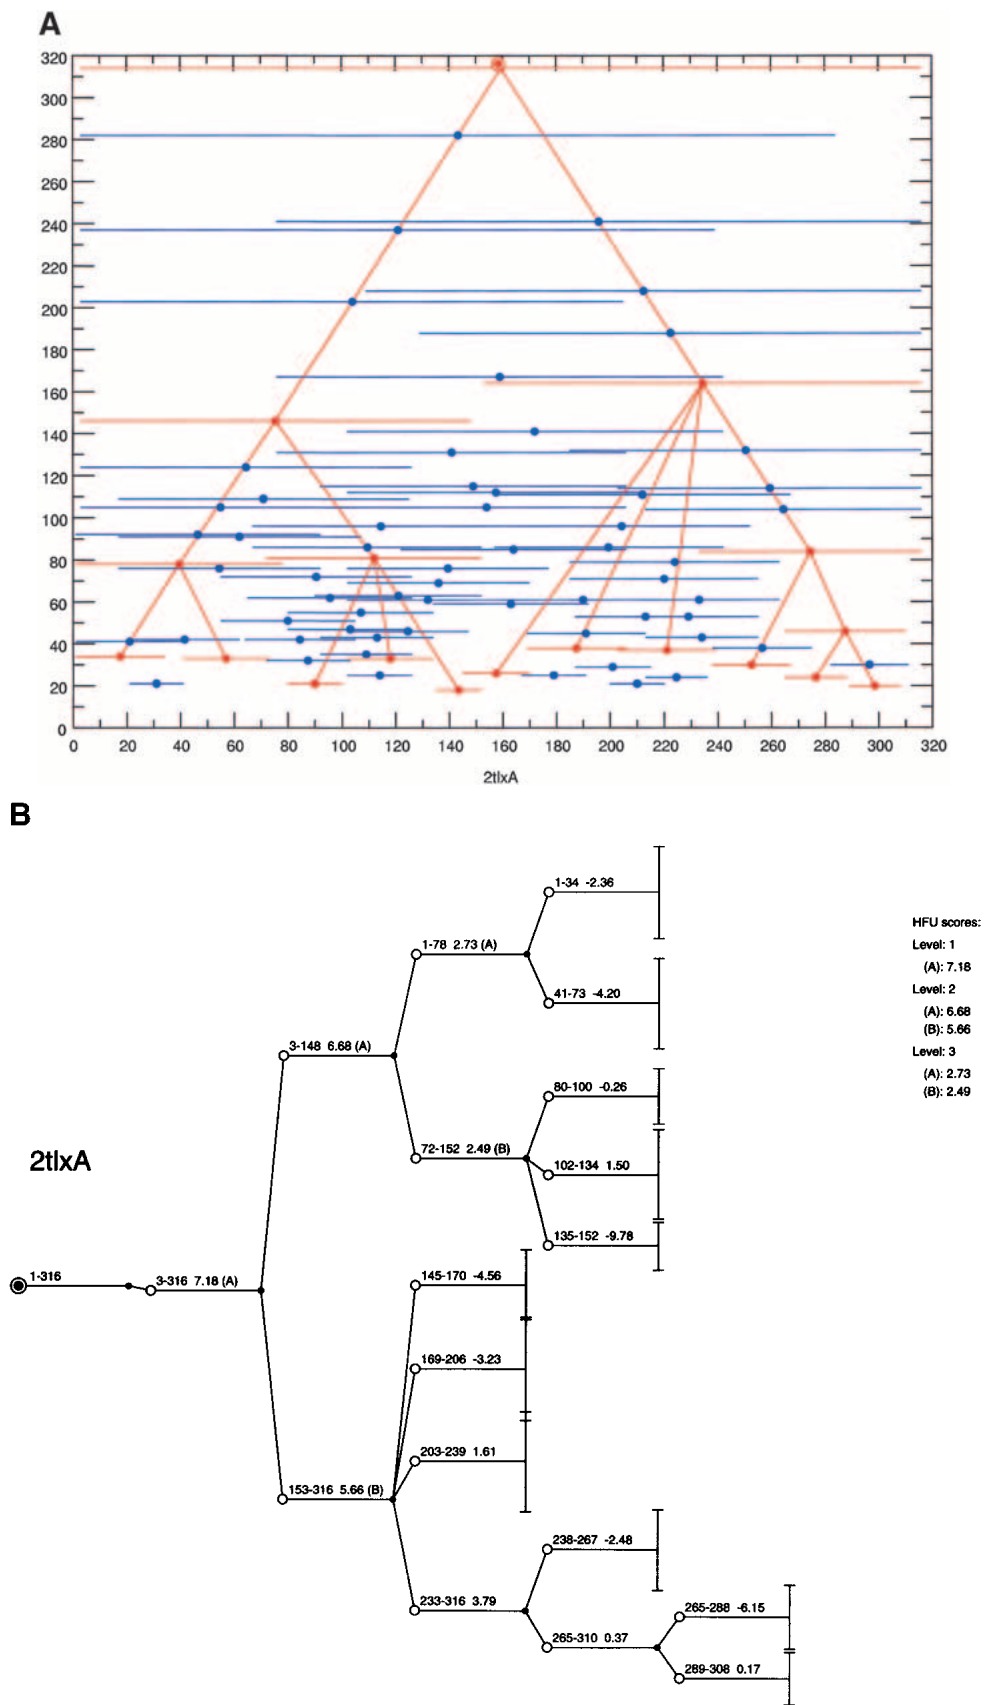 A
320
300
280
260
240
220
200
180
160
140
120
100
80
60
40
20
0
0 20 40 60 80 100 120 140 160 180 200 220 240 260 280 300 320
2tlxA
B
1-34 -2.36
HFU scores:
Level: 1
1-78 2.73 (A)
(A): 7.18
Level: 2
41-73 -4.20
(A): 6.68
(B): 5.66
3-148 6.68 (A)
Level: 3
(A): 2.73
80-100 -0.26
(B): 2.49
72-152 2.49 (B)
2tlxA
102-134 1.50
135-152 -9.78
1-316
3-316 7.18 (A)
145-170 -4.56
169-206 -3.23
203-239 1.61
153-316 5.66 (B)
238-267 -2.48
233-316 3.79
265-288 -6.15
265-310 0.37
289-308 0.17